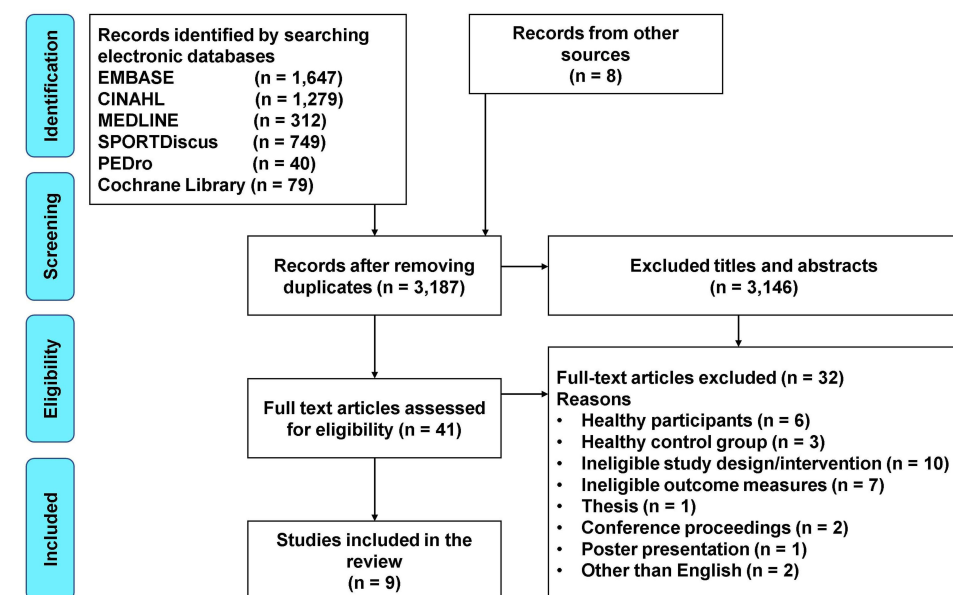 Identification
Records identified by searching
electronic databases
EMBASE (n = 1,647)
CINAHL (n = 1,279)
MEDLINE (n = 312)
SPORTDiscus (n = 749)
PEDro (n = 40)
Cochrane Library (n = 79)
Records from other
sources
(n = 8)
Screening
Records after removing
duplicates (n = 3,187)
Excluded titles and abstracts
(n = 3,146)
Eligibility
Full text articles assessed
for eligibility (n = 41)
Full-text articles excluded (n = 32)
Reasons
• Healthy participants (n = 6)
• Healthy control group (n = 3)
• Ineligible study design/intervention (n = 10)
• Ineligible outcome measures (n = 7)
• Thesis (n = 1)
• Conference proceedings (n = 2)
• Poster presentation (n = 1)
• Other than English (n = 2)
Included
Studies included in the
review
(n = 9)